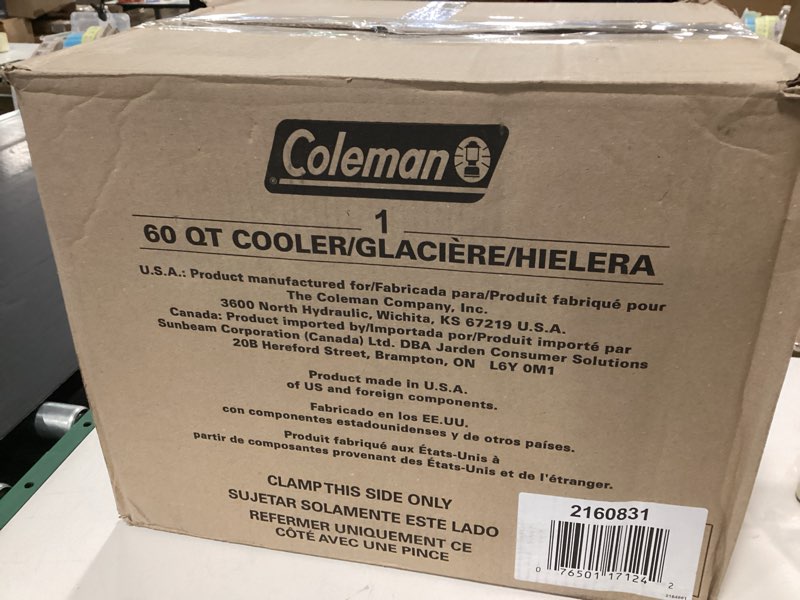 Coleman
1
60 QT COOLER/GLACIÈRE/HIELERA
U.S.A.: Product manufactured for/Fabricada para/Produit fabriqué pour
The Coleman Company, Inc.
3600 North Hydraulic, Wichita, KS 67219 U.S.A.
Canada: Product imported by/Importada por/Produit importé par
Sunbeam Corporation (Canada) Ltd. DBA Jarden Consumer Solutions
20B Hereford Street, Brampton, ON L6Y 0M1
Product made in U.S.A.
of US and foreign components.
Fabricado en los EE.UU.
con componentes estadounidenses y de otros países.
Produit fabriqué aux États-Unis à
partir de composantes provenant des États-Unis et de l'étranger.
CLAMP THIS SIDE ONLY
SUJETAR SOLAMENTE ESTE LADO
REFERMER UNIQUEMENT CE
CÔTÉ AVEC UNE PINCE
2160831
0 76501 17124 2